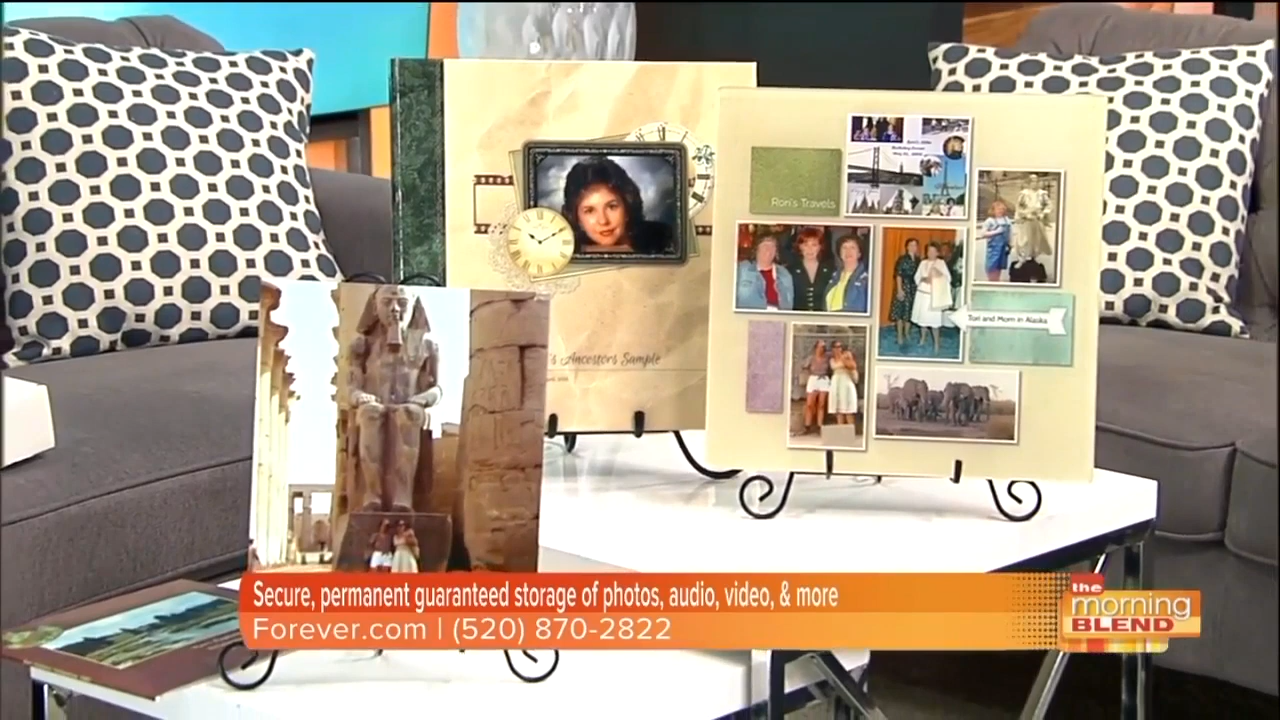 Ron's Travels
Tori and Mom in Alaska
's Ancestors Sample
Secure, permanent guaranteed storage of photos, audio, video, & more
Forever.com | (520) 870-2822
the
morning
BLEND